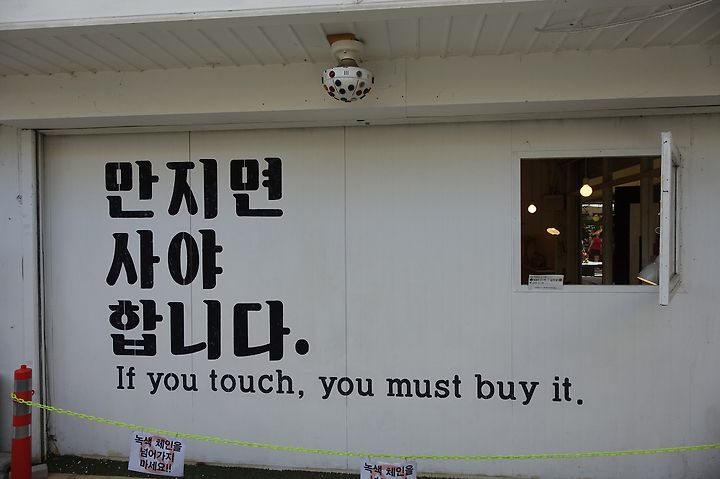 만지면
사야
합니다.
If you touch, you must buy it.
녹색 체인을
넘어가지
마세요!!
녹색 체인을